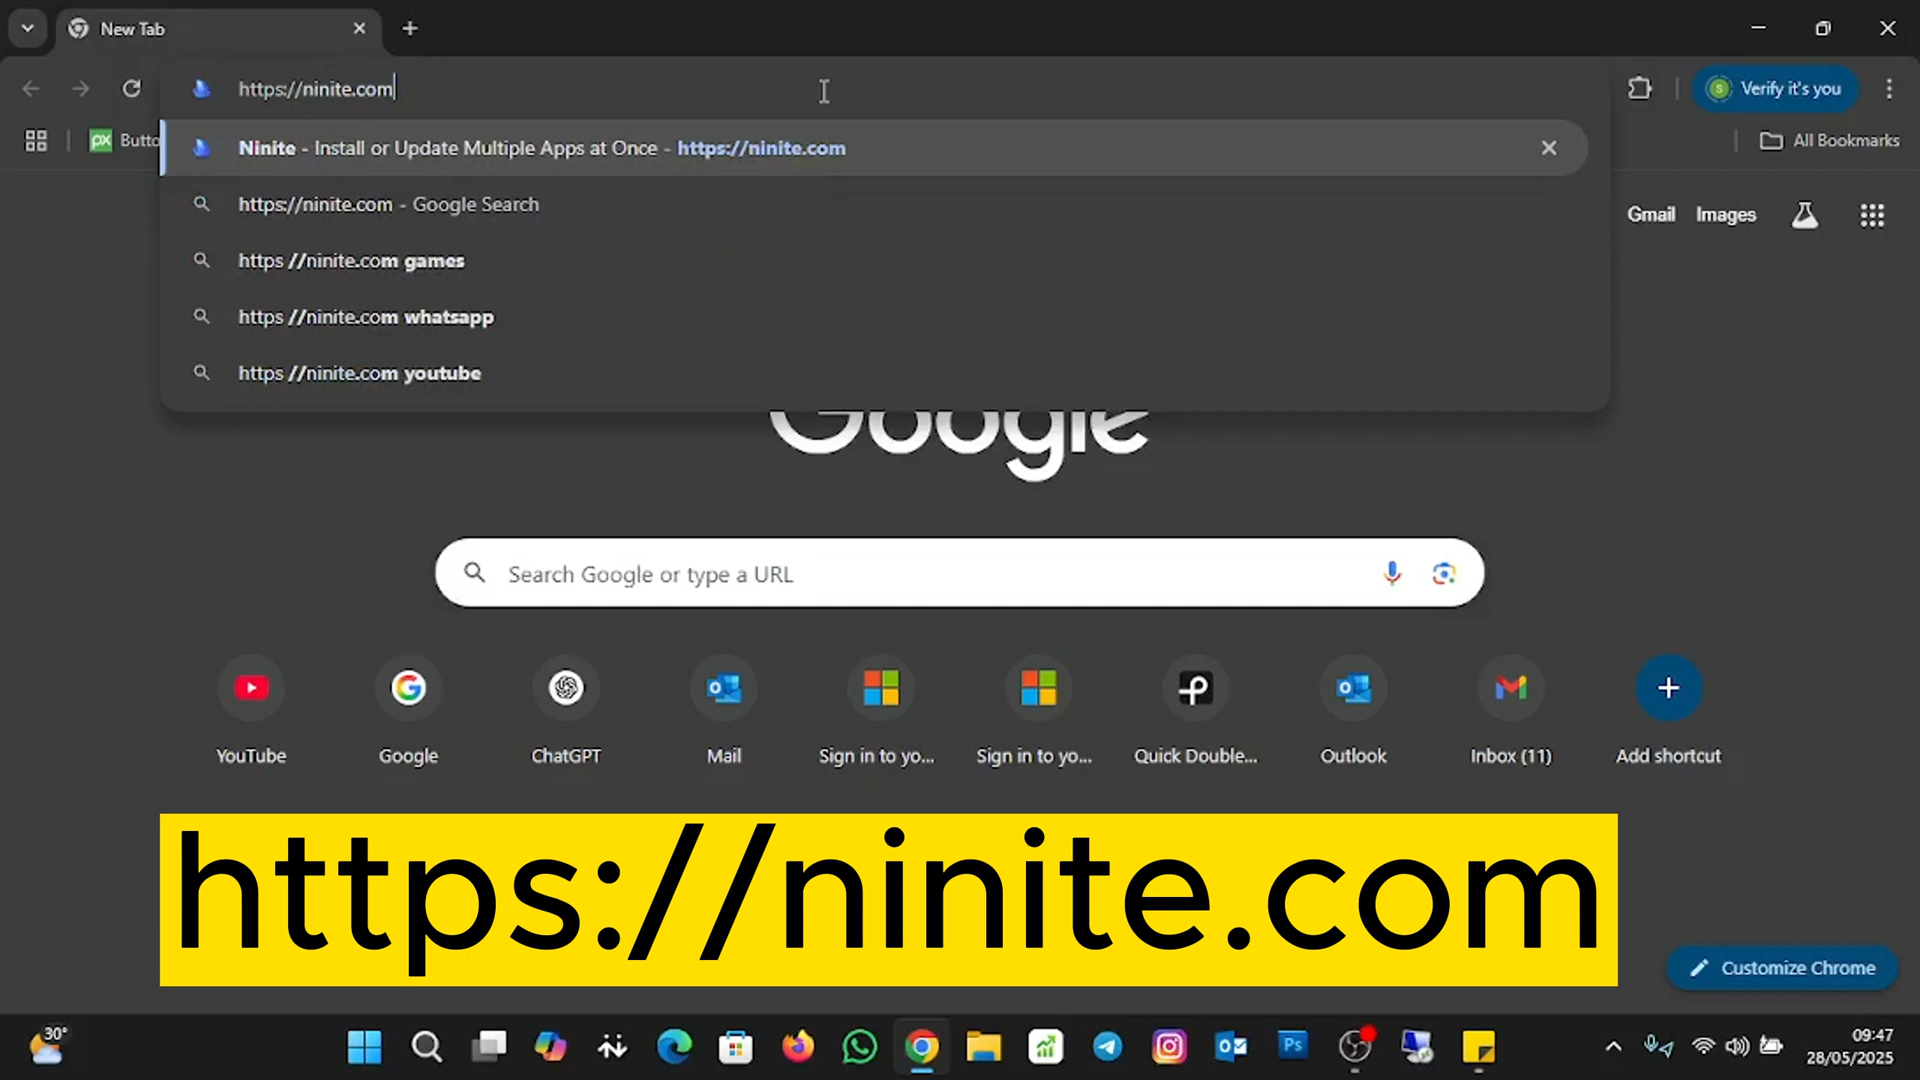 New Tab
https://ninite.com
Verify it's you
Butto
All Bookmarks
Ninite - Install or Update Multiple Apps at Once - https://ninite.com
https://ninite.com - Google Search
https //ninite.com games
https //ninite.com whatsapp
https //ninite.com youtube
Gmail Images
Google
Search Google or type a URL
YouTube
Google
ChatGPT
Mail
Sign in to yo...
Sign in to yo...
Quick Double...
Outlook
Inbox (11)
Add shortcut
https://ninite.com
Customize Chrome
30°
09:47
28/05/2025